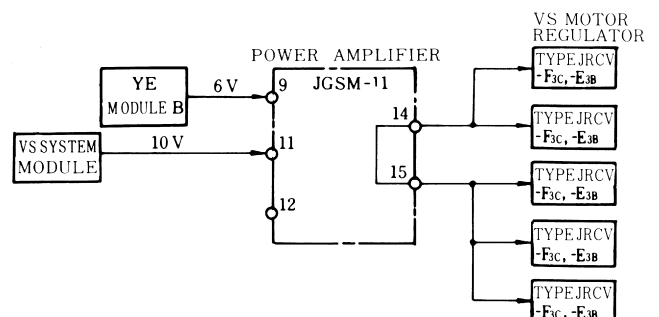 VS MOTOR
REGULATOR
POWER AMPLIFIER
JGSM-11
YE
MODULE B
6 V
9
VS SYSTEM
MODULE
10 V
11
12
14
15
TYPE JRCV
-F3C, -E3B
TYPE JRCV
-F3C, -E3B
TYPE JRCV
-F3C, -E3B
TYPE JRCV
-F3C, -E3B
TYPE JRCV
-F3C, -E3B